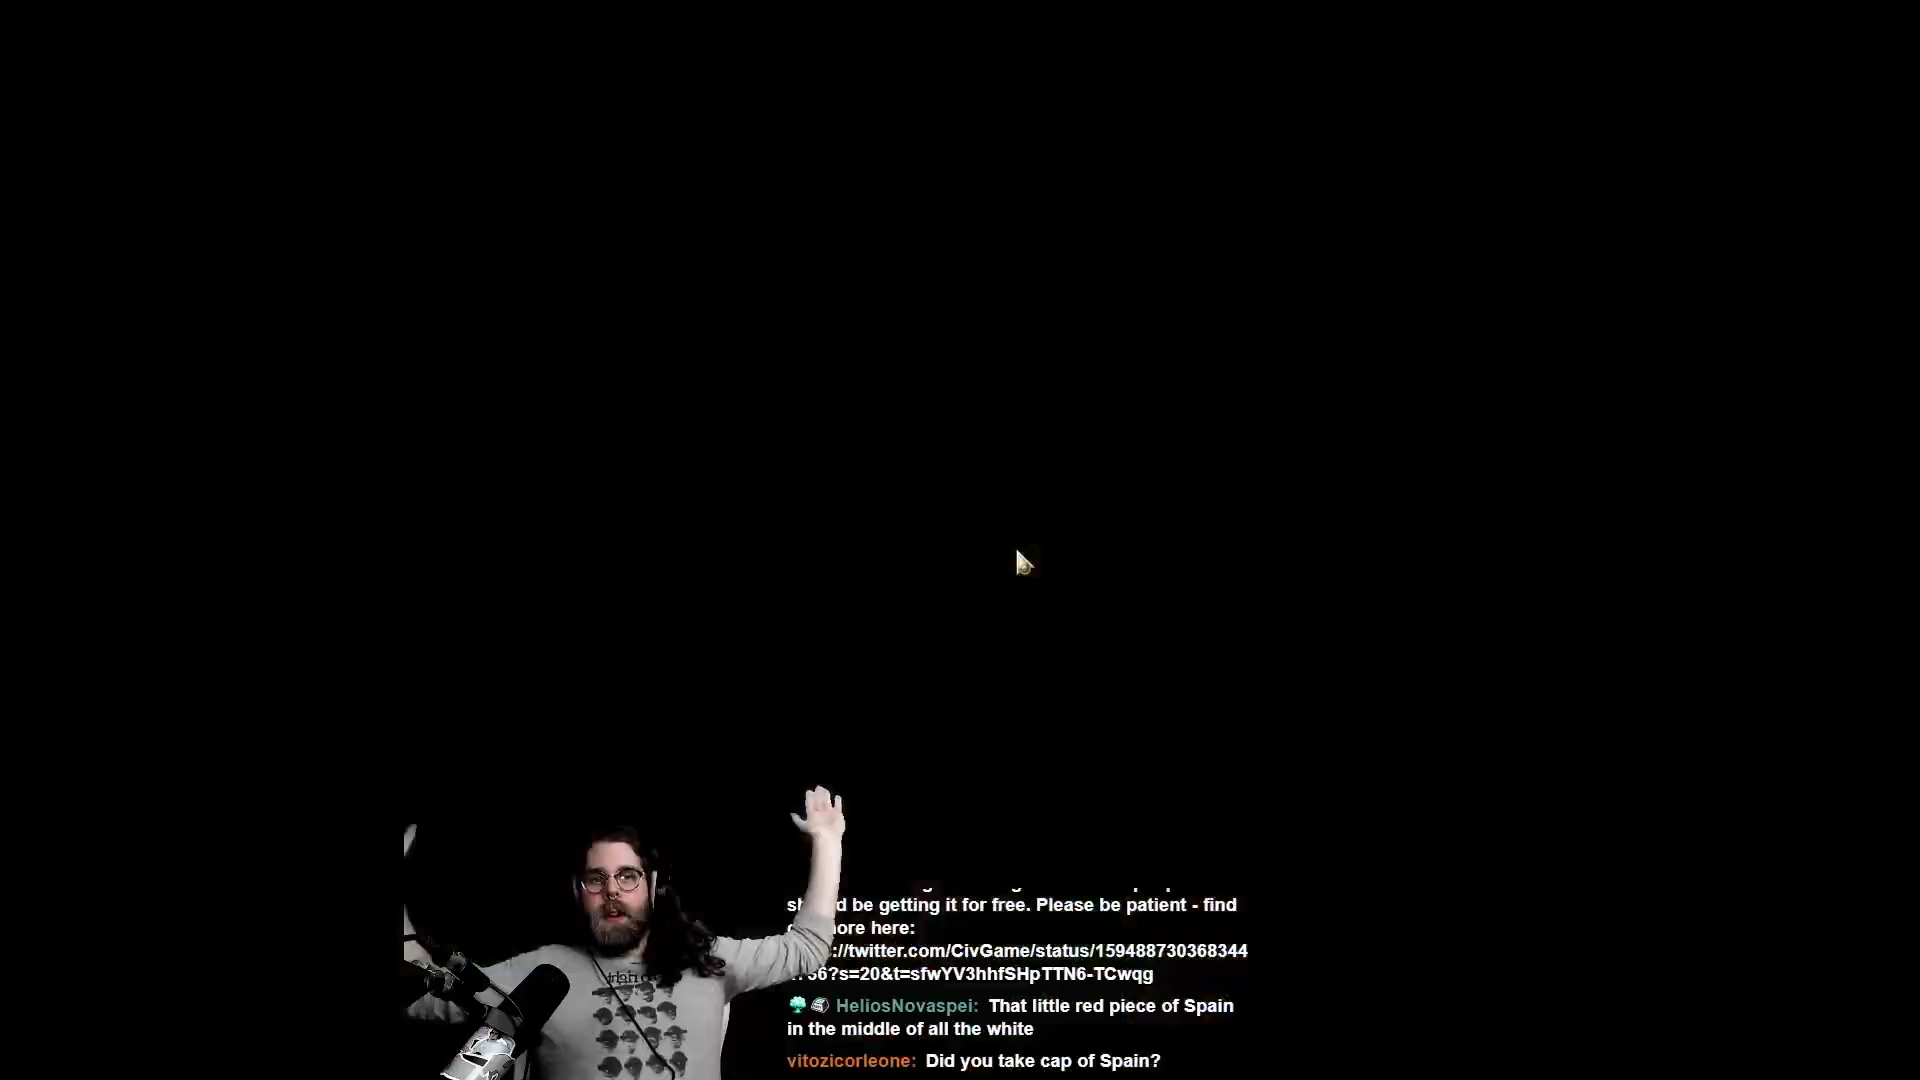 be getting it for free. Please be patient - find
here:
://twitter.com/CivGame/status/159488730368344
?s=20&t=sfwYV3hhfSHpTTN6-TCwqg
HeliosNovaspei: That little red piece of Spain
in the middle of all the white
vitozicorleone: Did you take cap of Spain?